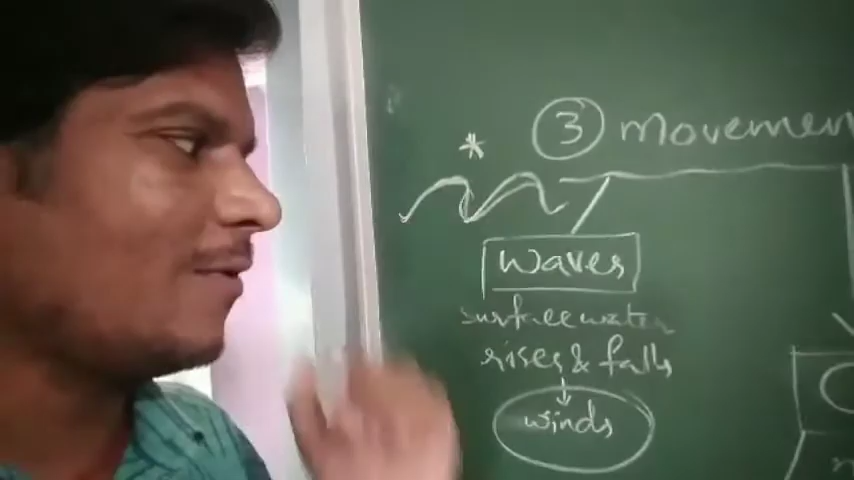 ③ movemen
*
waves
surface water
rises & falls
winds